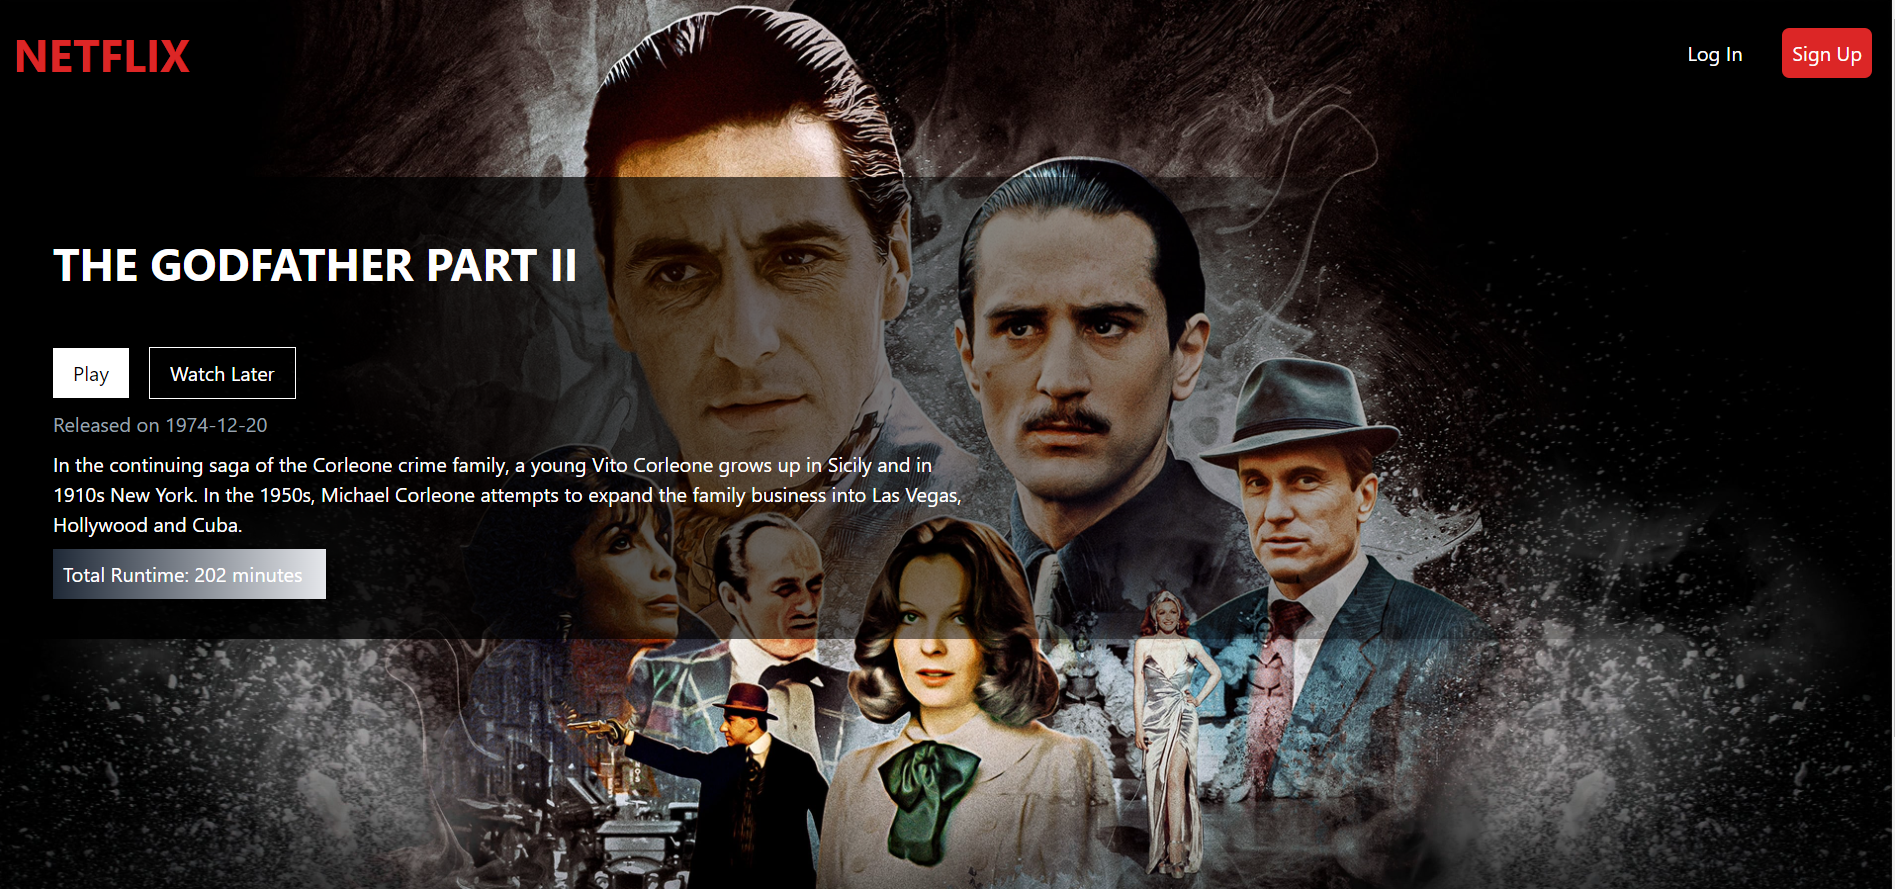 NETFLIX
Log In
Sign Up
THE GODFATHER PART II
Play
Watch Later
Released on 1974-12-20
In the continuing saga of the Corleone crime family, a young Vito Corleone grows up in Sicily and in
1910s New York. In the 1950s, Michael Corleone attempts to expand the family business into Las Vegas,
Hollywood and Cuba.
Total Runtime: 202 minutes